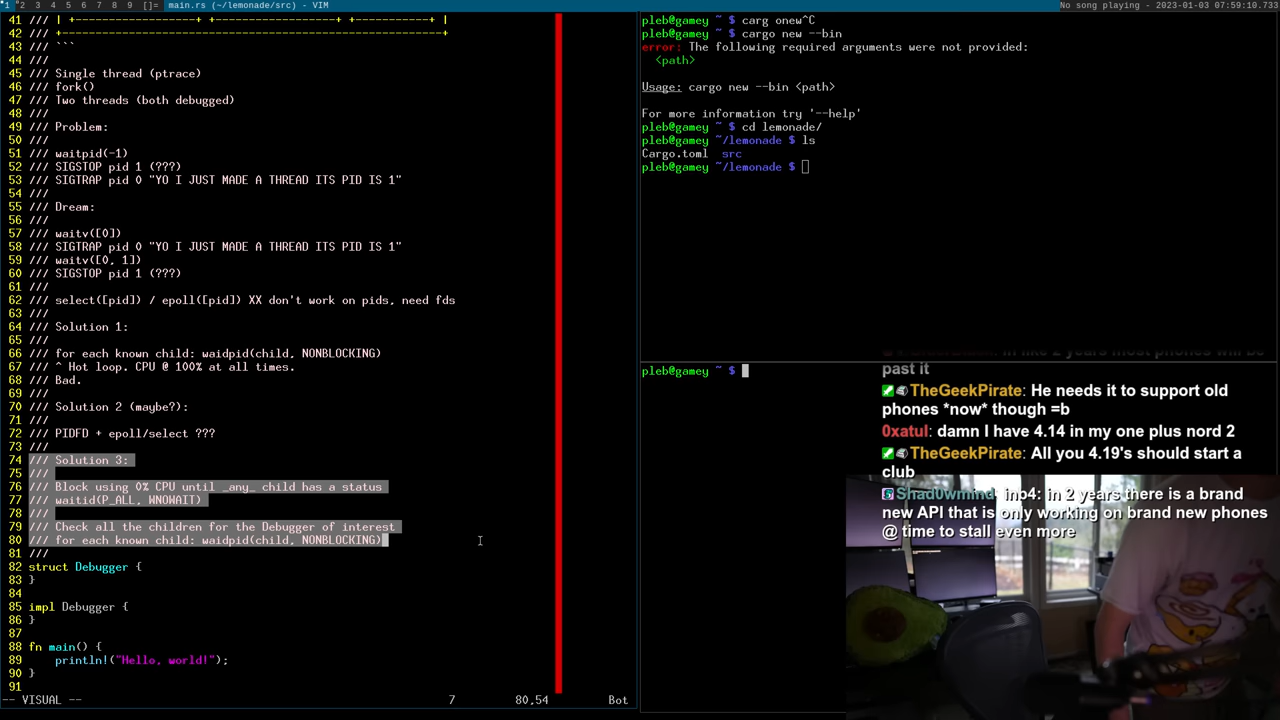 1 2 3 4 5 6 7 8 9 []= main.rs (~/lemonade/src) - VIM No song playing - 2023-01-03 07:59:10.733
41 /// | +------------------+ +------------------+ +-----------+ |
42 /// +---------------------------------------------------------+
43 /// ```
44 ///
45 /// Single thread (ptrace)
46 /// fork()
47 /// Two threads (both debugged)
48 ///
49 /// Problem:
50 ///
51 /// waitpid(-1)
52 /// SIGSTOP pid 1 (???)
53 /// SIGTRAP pid 0 "YO I JUST MADE A THREAD ITS PID IS 1"
54 ///
55 /// Dream:
56 ///
57 /// waitv([0])
58 /// SIGTRAP pid 0 "YO I JUST MADE A THREAD ITS PID IS 1"
59 /// waitv([0, 1])
60 /// SIGSTOP pid 1 (???)
61 ///
62 /// select([pid]) / epoll([pid]) XX don't work on pids, need fds
63 ///
64 /// Solution 1:
65 ///
66 /// for each known child: waidpid(child, NONBLOCKING)
67 /// ^ Hot loop. CPU @ 100% at all times.
68 /// Bad.
69 ///
70 /// Solution 2 (maybe?):
71 ///
72 /// PIDFD + epoll/select ???
73 ///
74 /// Solution 3:
75 ///
76 /// Block using 0% CPU until _any_ child has a status
77 /// waitid(P_ALL, WNOWAIT)
78 ///
79 /// Check all the children for the Debugger of interest
80 /// for each known child: waidpid(child, NONBLOCKING)
81 ///
82 struct Debugger {
83 }
84
85 impl Debugger {
86 }
87
88 fn main() {
89     println!("Hello, world!");
90 }
91
-- VISUAL -- 7 80,54 Bot
pleb@gamey ~ $ carg onew^C
pleb@gamey ~ $ cargo new --bin
error: The following required arguments were not provided:
  <path>
Usage: cargo new --bin <path>
For more information try '--help'
pleb@gamey ~ $ cd lemonade/
pleb@gamey ~/lemonade $ ls
Cargo.toml  src
pleb@gamey ~/lemonade $
pleb@gamey ~ $
in like 2 years most phones will be
past it
TheGeekPirate: He needs it to support old
phones *now* though =b
0xatul: damn I have 4.14 in my one plus nord 2
TheGeekPirate: All you 4.19's should start a
club
Shad0wmind: inb4: in 2 years there is a brand
new API that is only working on brand new phones
@ time to stall even more